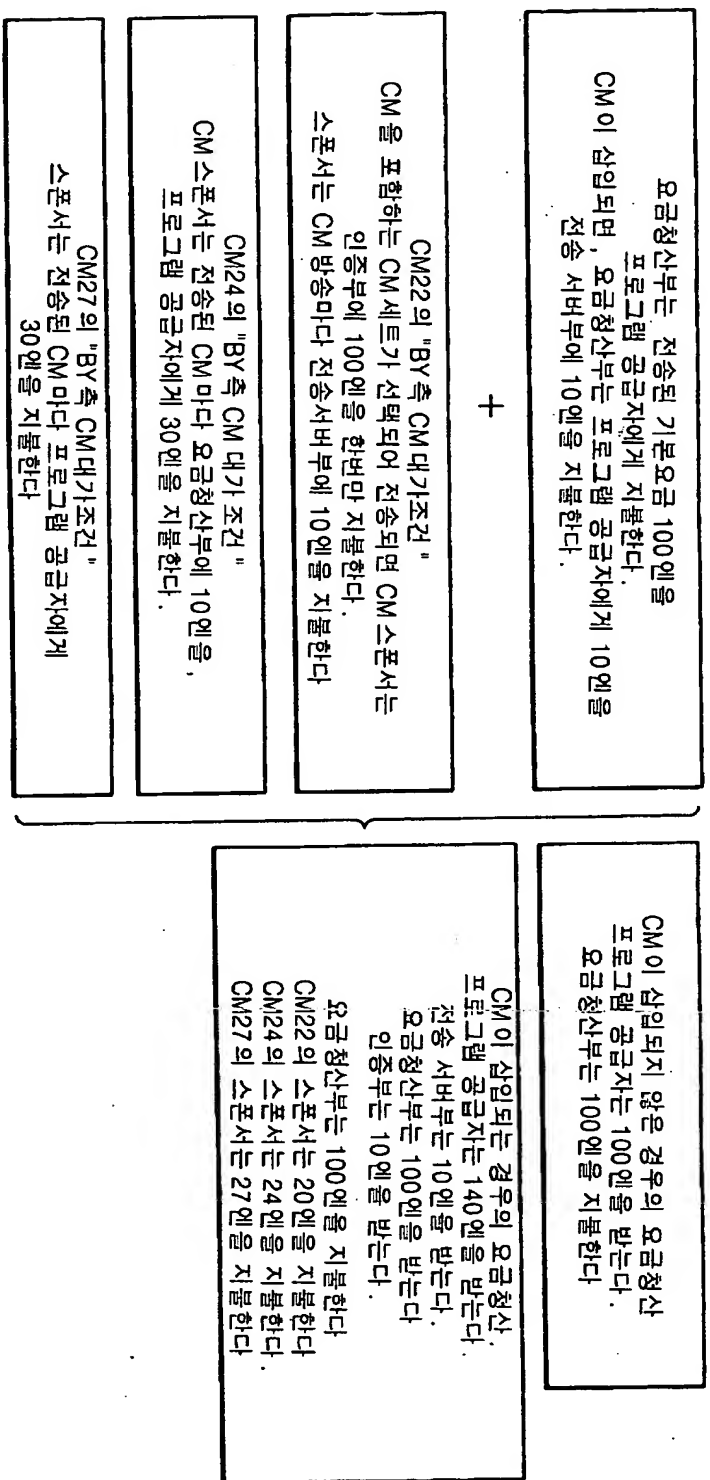 요금청산부는 전송된 기본요금 100엔을
프로그램 공급자에게 지불한다.
CM이 삽입되면, 요금청산부는 프로그램 공급자에게 10엔을
전송 서버부에 10엔을 지불한다.
+
CM22의 "BY측 CM대가조건"
CM을 포함하는 CM세트가 선택되어 전송되면 CM스폰서는
인증부에 100엔을 한번만 지불한다.
스폰서는 CM 방송마다 전송서버부에 10엔을 지불한다
CM24의 "BY측 CM 대가 조건"
CM스폰서는 전송된 CM마다 요금청산부에 10엔을,
프로그램 공급자에게 30엔을 지불한다.
CM27의 "BY측 CM대가조건"
스폰서는 전송된 CM마다 프로그램 공급자에게
30엔을 지불한다
CM이 삽입되지 않은 경우의 요금청산
프로그램 공급자는 100엔을 받는다.
요금청산부는 100엔을 지불한다
CM이 삽입되는 경우의 요금청산.
프로그램 공급자는 140엔을 받는다.
전송 서버부는 10엔을 받는다.
요금청산부는 100엔을 받는다
인증부는 10엔을 받는다.
요금청산부는 100엔을 지불한다
CM22의 스폰서는 20엔을 지불한다
CM24의 스폰서는 24엔을 지불한다.
CM27의 스폰서는 27엔을 지불한다